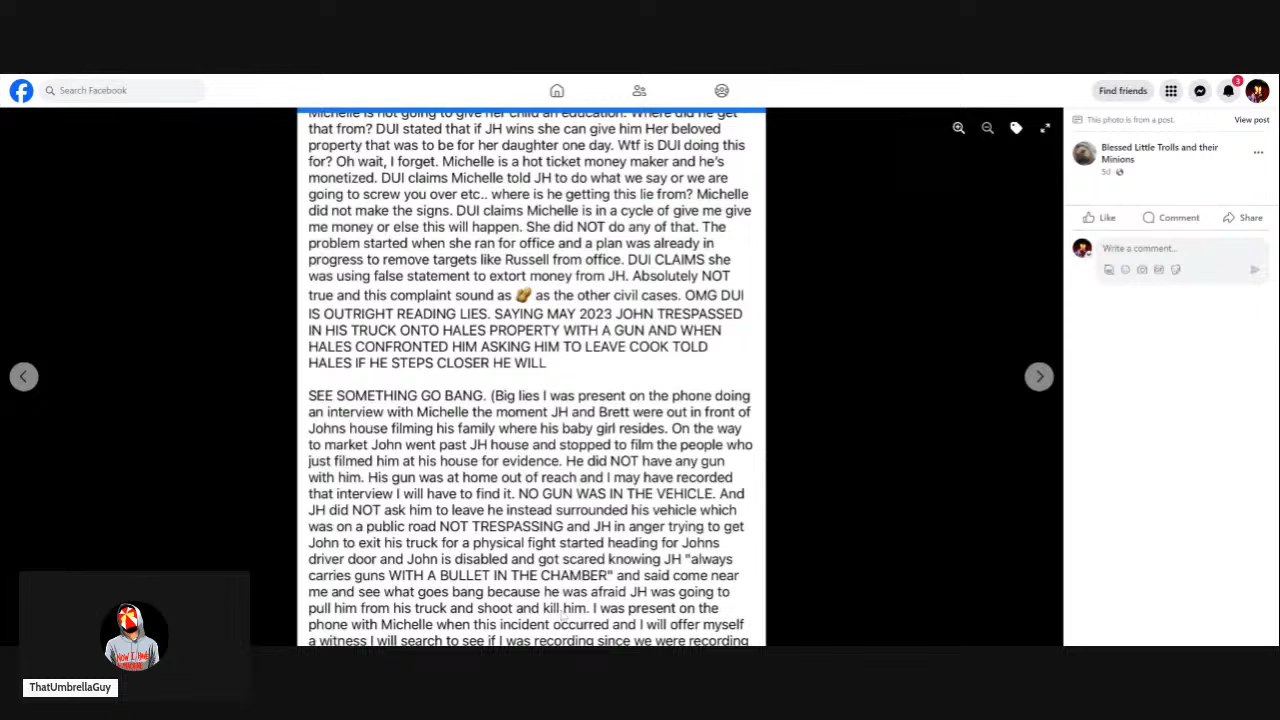 Search Facebook
Find friends
3
Michelle is not going to give her child an education. Where did he get
that from? DUI stated that if JH wins she can give him Her beloved
property that was to be for her daughter one day. Wtf is DUI doing this
for? Oh wait, I forget. Michelle is a hot ticket money maker and he's
monetized. DUI claims Michelle told JH to do what we say or we are
going to screw you over etc.. where is he getting this lie from? Michelle
did not make the signs. DUI claims Michelle is in a cycle of give me give
me money or else this will happen. She did NOT do any of that. The
problem started when she ran for office and a plan was already in
progress to remove targets like Russell from office. DUI CLAIMS she
was using false statement to extort money from JH. Absolutely NOT
true and this complaint sound as 🥜 as the other civil cases. OMG DUI
IS OUTRIGHT READING LIES. SAYING MAY 2023 JOHN TRESPASSED
IN HIS TRUCK ONTO HALES PROPERTY WITH A GUN AND WHEN
HALES CONFRONTED HIM ASKING HIM TO LEAVE COOK TOLD
HALES IF HE STEPS CLOSER HE WILL
SEE SOMETHING GO BANG. (Big lies I was present on the phone doing
an interview with Michelle the moment JH and Brett were out in front of
Johns house filming his family where his baby girl resides. On the way
to market John went past JH house and stopped to film the people who
just filmed him at his house for evidence. He did NOT have any gun
with him. His gun was at home out of reach and I may have recorded
that interview I will have to find it. NO GUN WAS IN THE VEHICLE. And
JH did NOT ask him to leave he instead surrounded his vehicle which
was on a public road NOT TRESPASSING and JH in anger trying to get
John to exit his truck for a physical fight started heading for Johns
driver door and John is disabled and got scared knowing JH "always
carries guns WITH A BULLET IN THE CHAMBER" and said come near
me and see what goes bang because he was afraid JH was going to
pull him from his truck and shoot and kill him. I was present on the
phone with Michelle when this incident occurred and I will offer myself
a witness I will search to see if I was recording since we were recording
This photo is from a post.
View post
Blessed Little Trolls and their
Minions
5d
Like
Comment
Share
Write a comment...
NOW I HAVE
ThatUmbrellaGuy